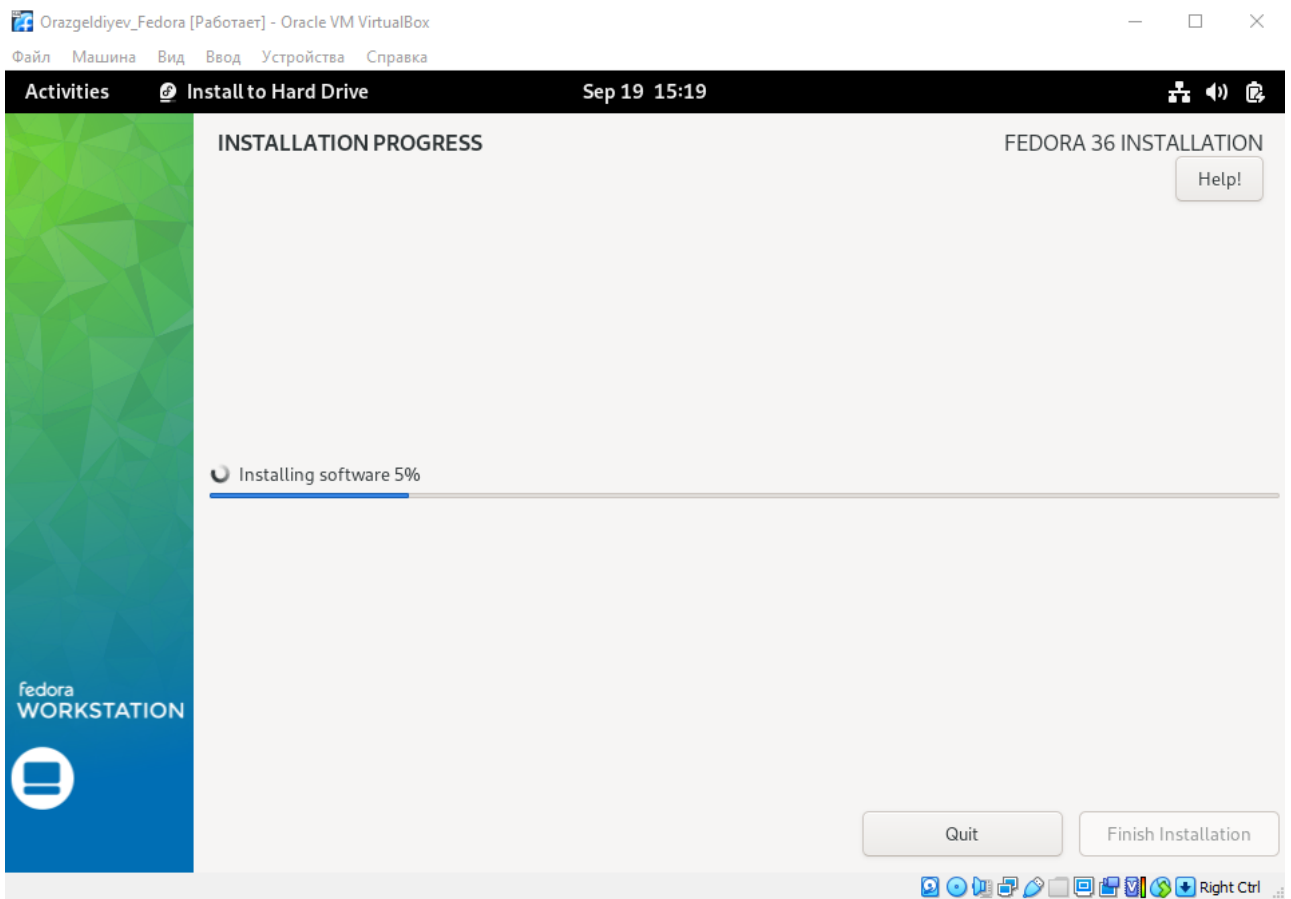 Orazgeldiyev_Fedora [Работает] - Oracle VM VirtualBox
Файл Машина Вид Ввод Устройства Справка
Activities Install to Hard Drive Sep 19 15:19
INSTALLATION PROGRESS FEDORA 36 INSTALLATION
Help!
Installing software 5%
fedora
WORKSTATION
Quit Finish Installation
Right Ctrl